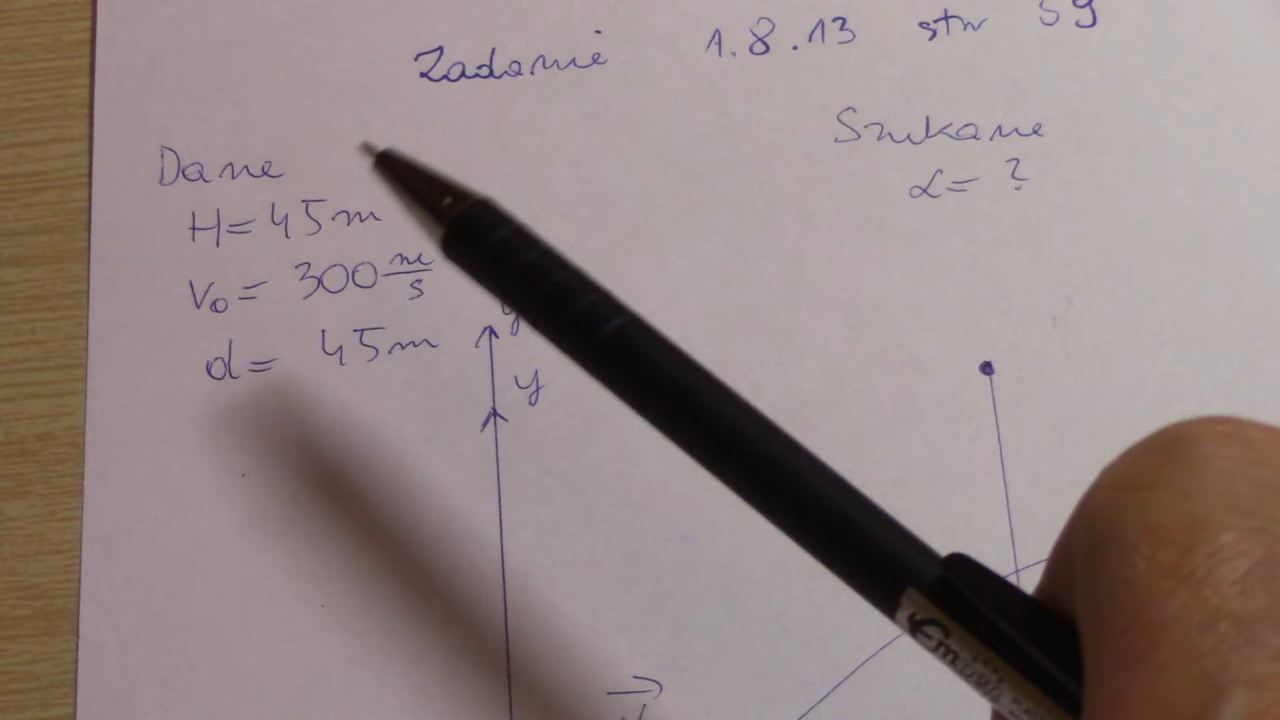 Zadanie 1.8.13 str 59
Dane
H=45m
v₀= 300 m/s
d= 45m
Szukane
α= ?
y
y